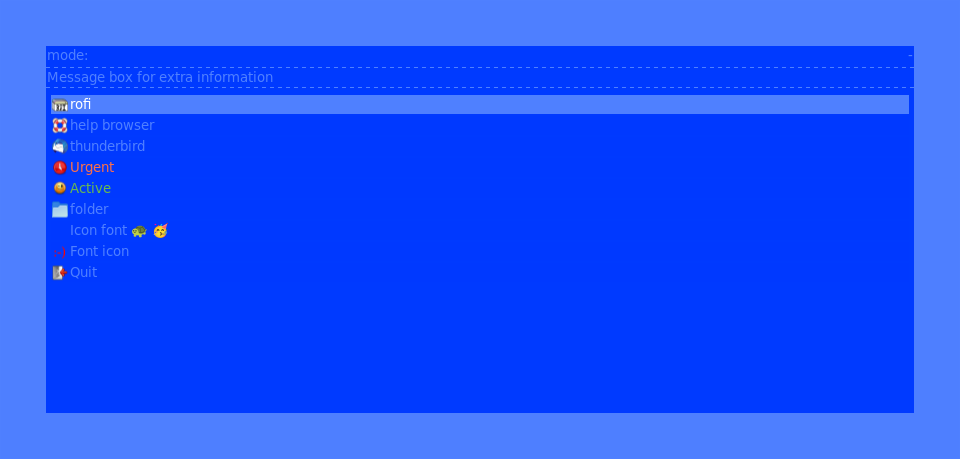 mode:
Message box for extra information
rofi
help browser
thunderbird
Urgent
Active
folder
Icon font 🐢 🥳
Font icon
Quit